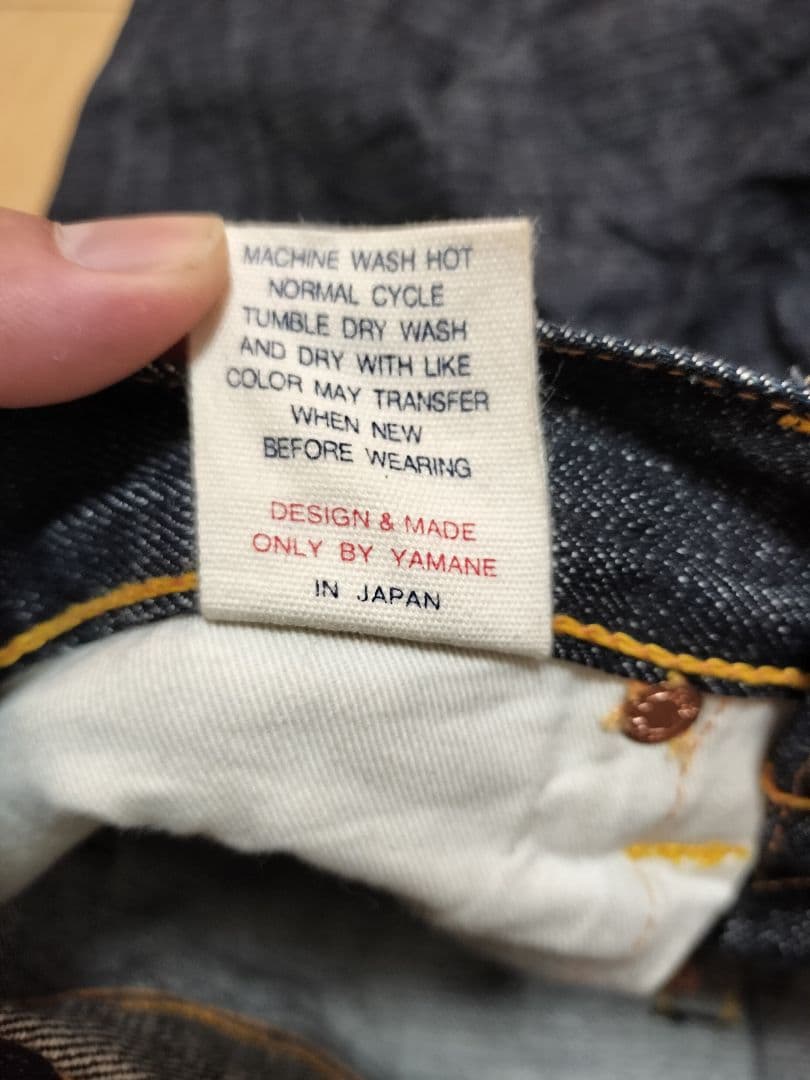 MACHINE WASH HOT
NORMAL CYCLE
TUMBLE DRY WASH
AND DRY WITH LIKE
COLOR MAY TRANSFER
WHEN NEW
BEFORE WEARING
DESIGN & MADE
ONLY BY YAMANE
IN JAPAN